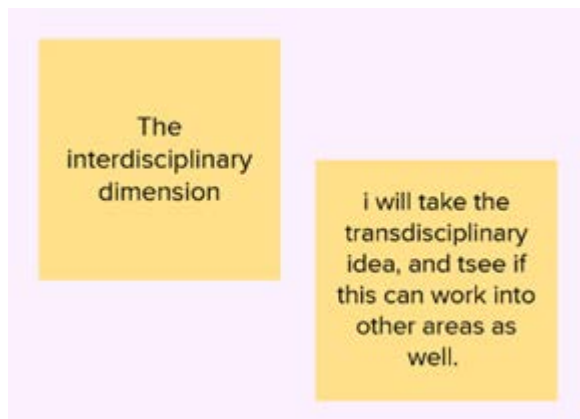 The
interdisciplinary
dimension
i will take the
transdisciplinary
idea, and tsee if
this can work into
other areas as
well.